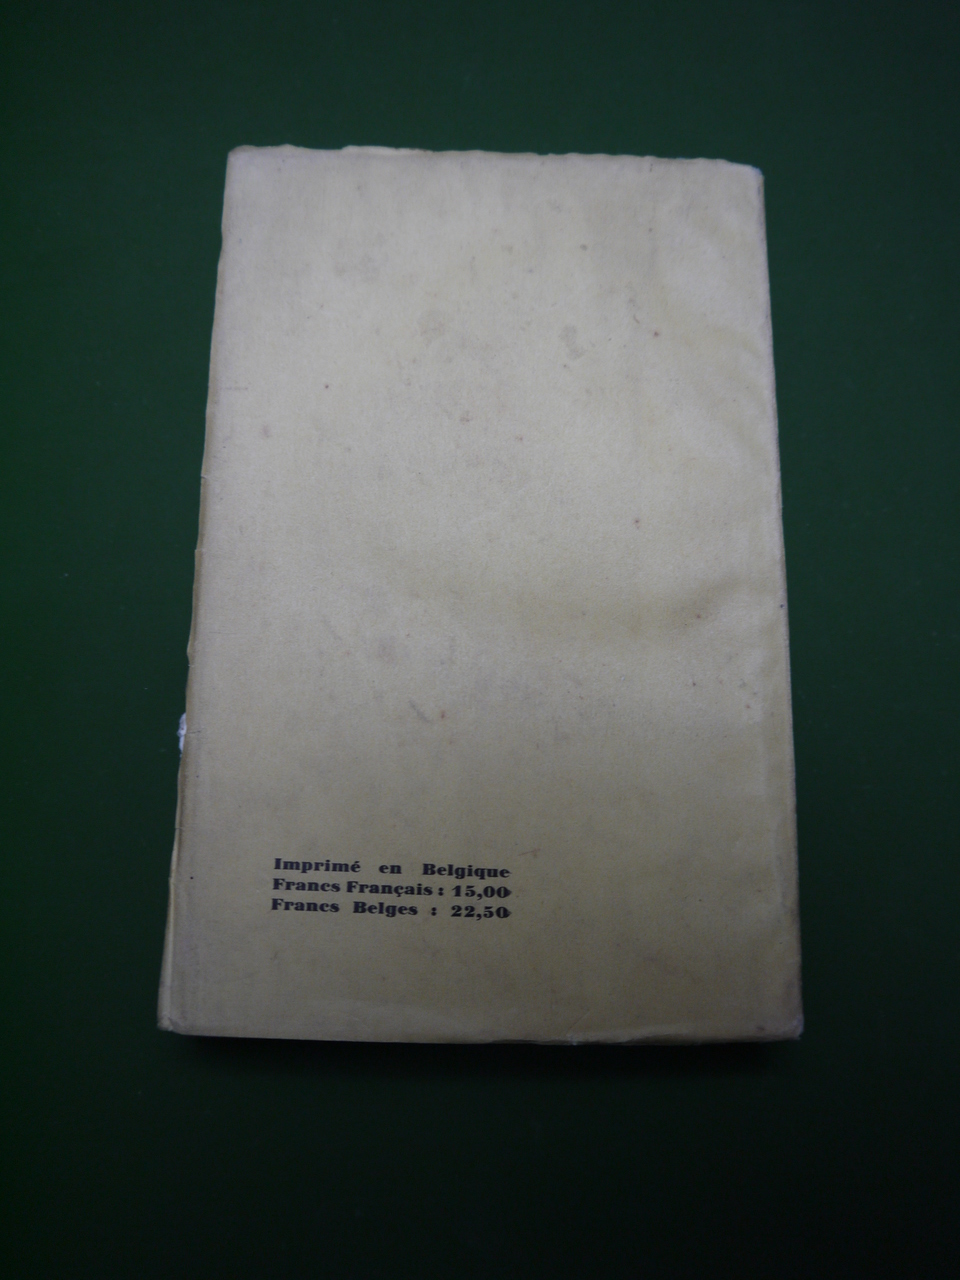 Imprimé en Belgique
Francs Français : 15,00
Francs Belges : 22,50